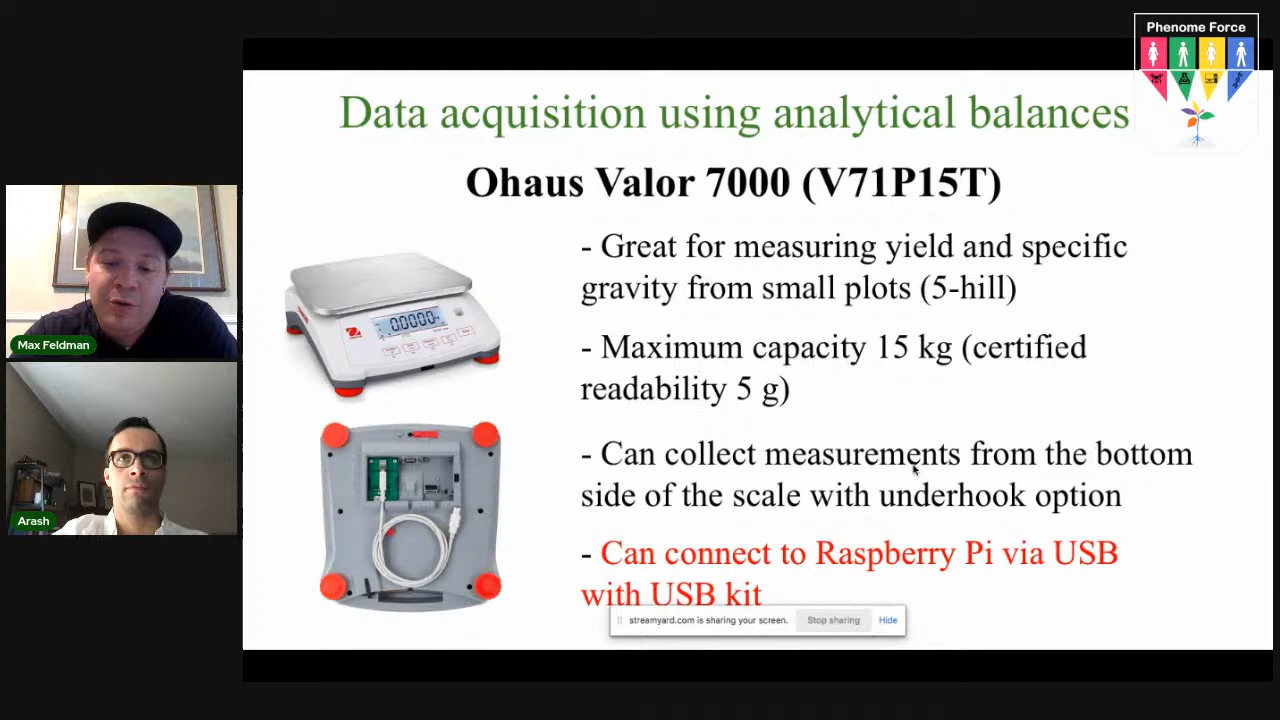 Phenome Force
Data acquisition using analytical balances
Ohaus Valor 7000 (V71P15T)
- Great for measuring yield and specific
gravity from small plots (5-hill)
0.0000
- Maximum capacity 15 kg (certified
readability 5 g)
Max Feldman
- Can collect measurements from the bottom
side of the scale with underhook option
Arash
- Can connect to Raspberry Pi via USB
with USB kit
streamyard.com is sharing your screen.
Stop sharing
Hide